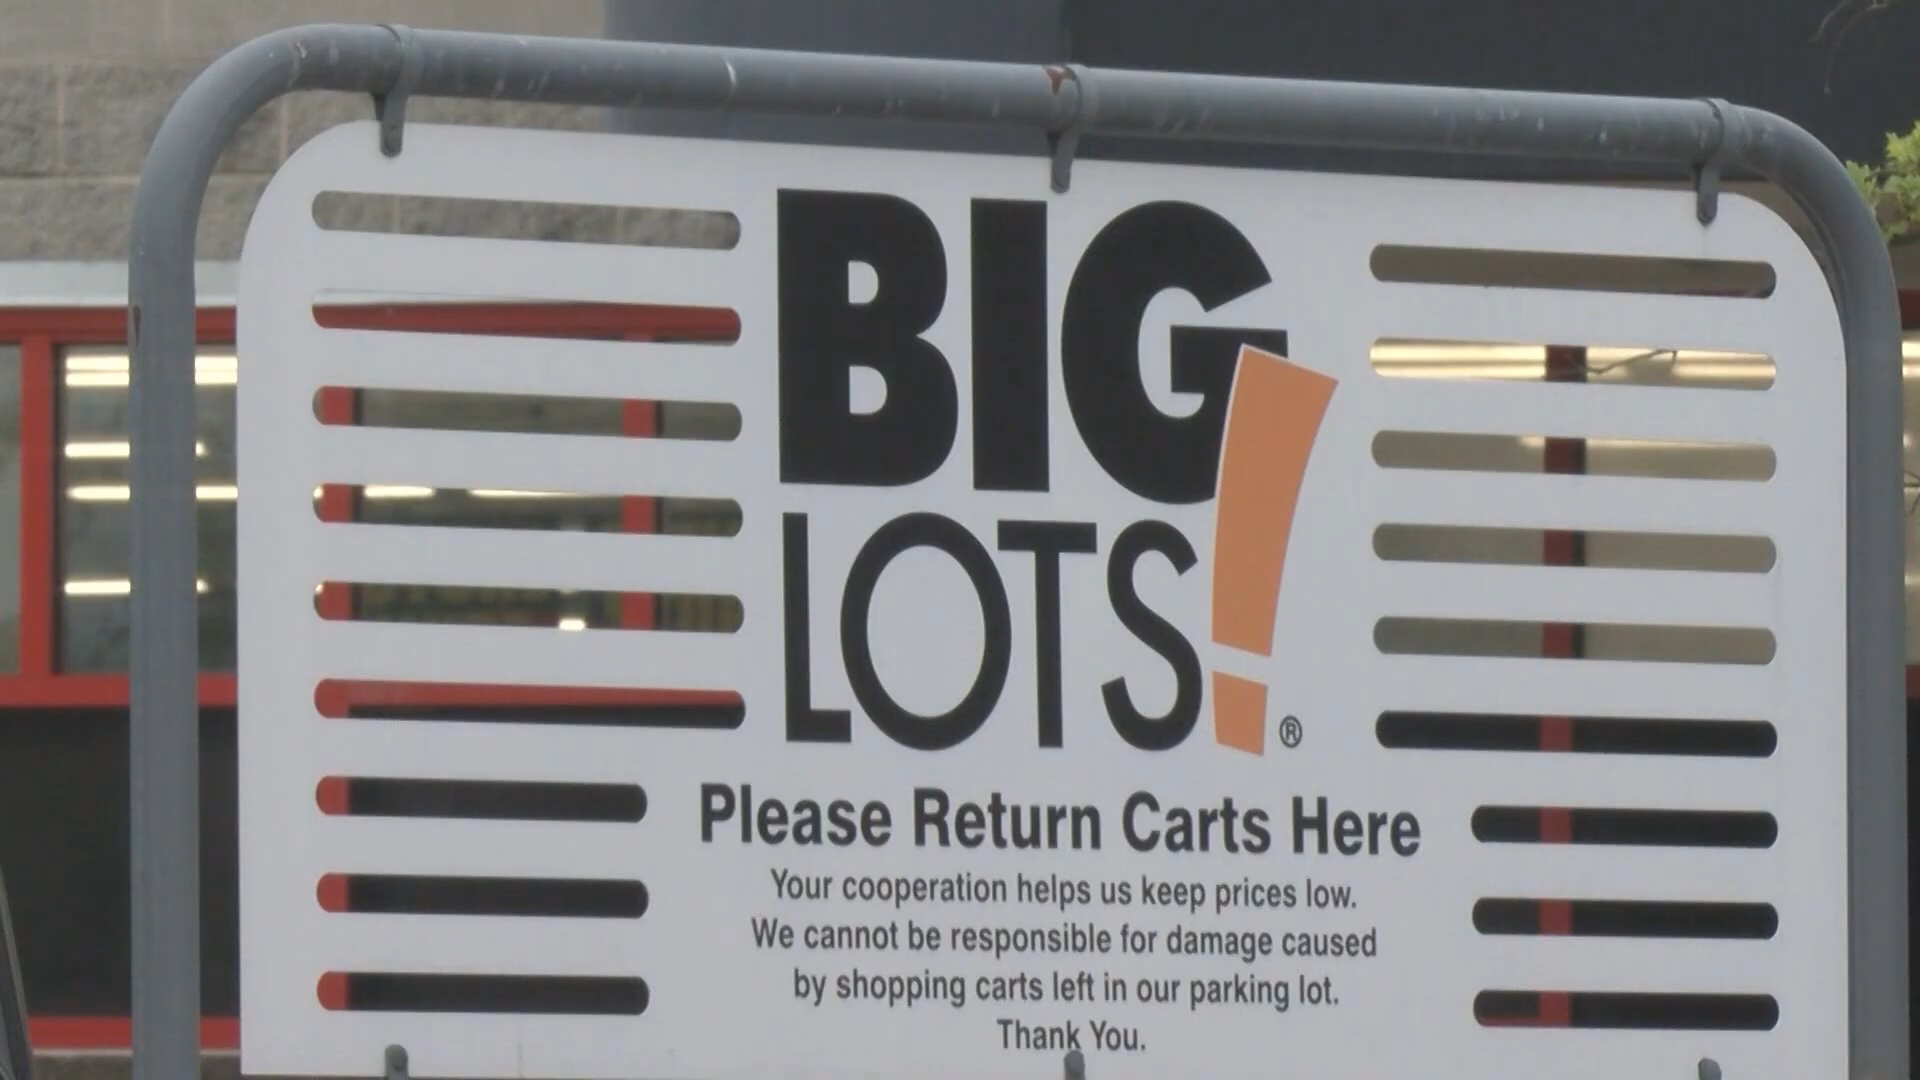 BIG
LOTS!®
Please Return Carts Here
Your cooperation helps us keep prices low.
We cannot be responsible for damage caused
by shopping carts left in our parking lot.
Thank You.